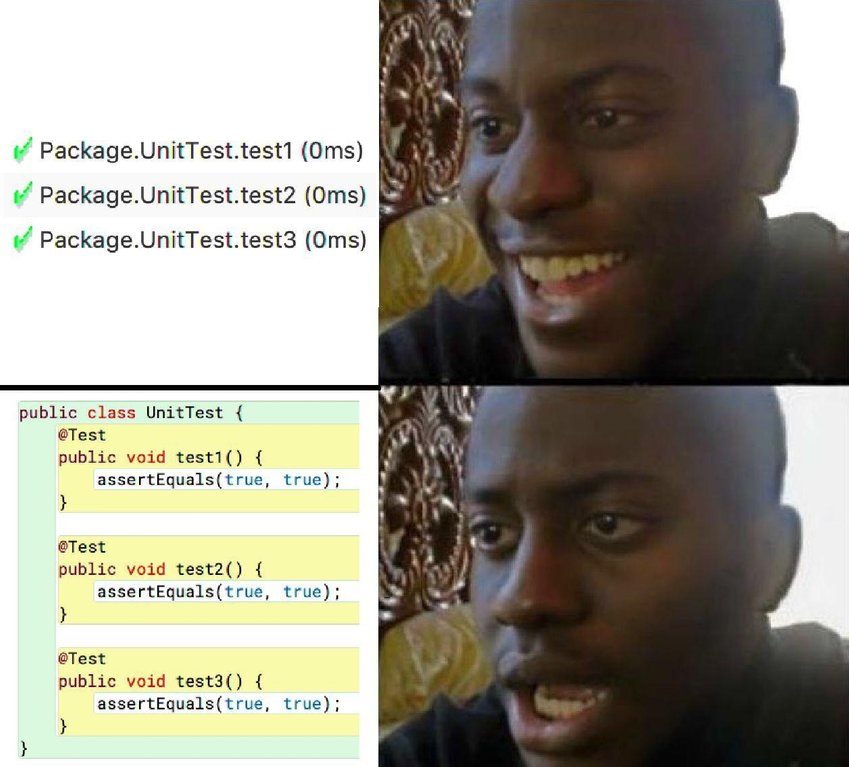 Package.UnitTest.test1 (0ms)
Package.UnitTest.test2 (0ms)
Package.UnitTest.test3 (0ms)
public class UnitTest {
@Test
public void test1() {
assertEquals(true, true);
}
@Test
public void test2() {
assertEquals(true, true);
}
@Test
public void test3() {
assertEquals(true, true);
}
}